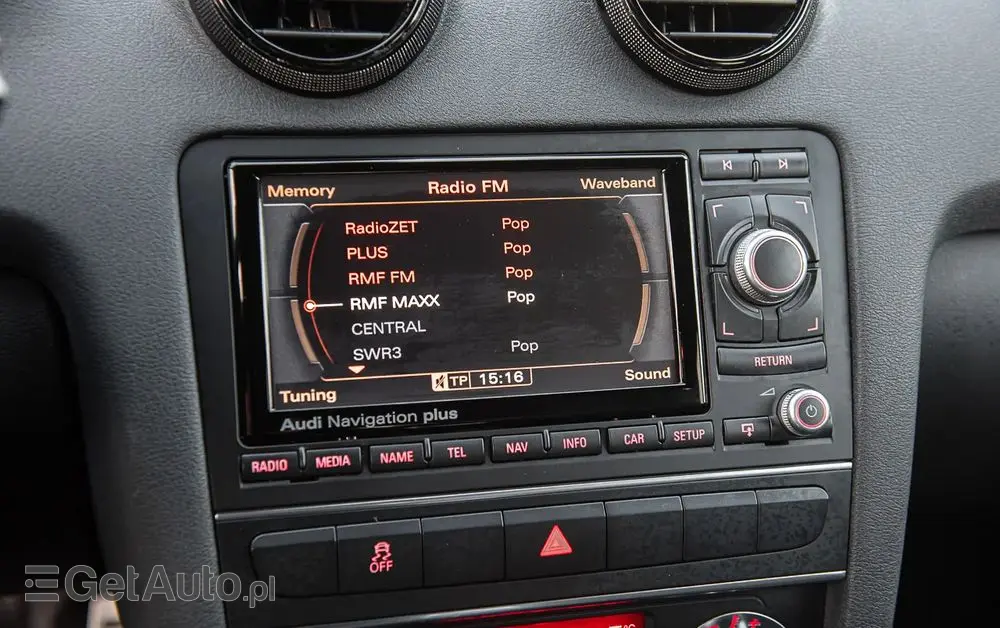 Memory Radio FM Waveband
RadioZET Pop
PLUS Pop
RMF FM Pop
RMF MAXX Pop
CENTRAL
SWR3 Pop
Tuning TP 15:16 Sound
Audi Navigation plus
RETURN
RADIO MEDIA NAME TEL NAV INFO CAR SETUP
OFF
GetAuto.pl